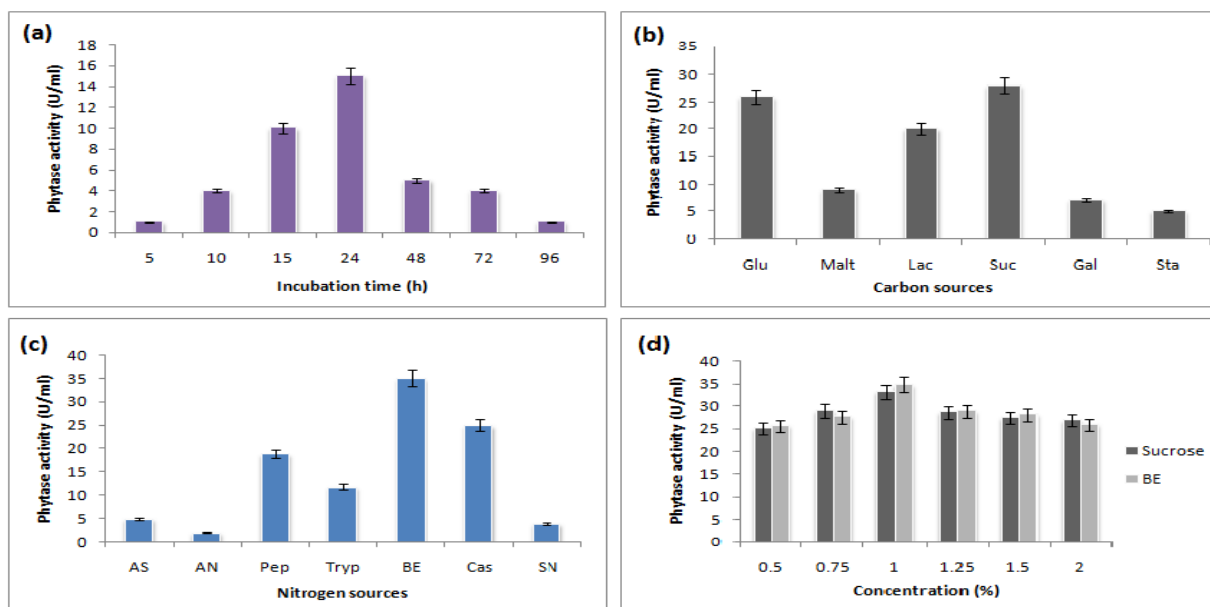 (a)
Phytase activity (U/ml)
18
16
14
12
10
8
6
4
2
0
5 10 15 24 48 72 96
Incubation time (h)
(b)
Phytase activity (U/ml)
35
30
25
20
15
10
5
0
Glu Malt Lac Suc Gal Sta
Carbon sources
(c)
Phytase activity (U/ml)
40
35
30
25
20
15
10
5
0
AS AN Pep Tryp BE Cas SN
Nitrogen sources
(d)
Phytase activity (U/ml)
40
35
30
25
20
15
10
5
0
0.5 0.75 1 1.25 1.5 2
Concentration (%)
Sucrose
BE